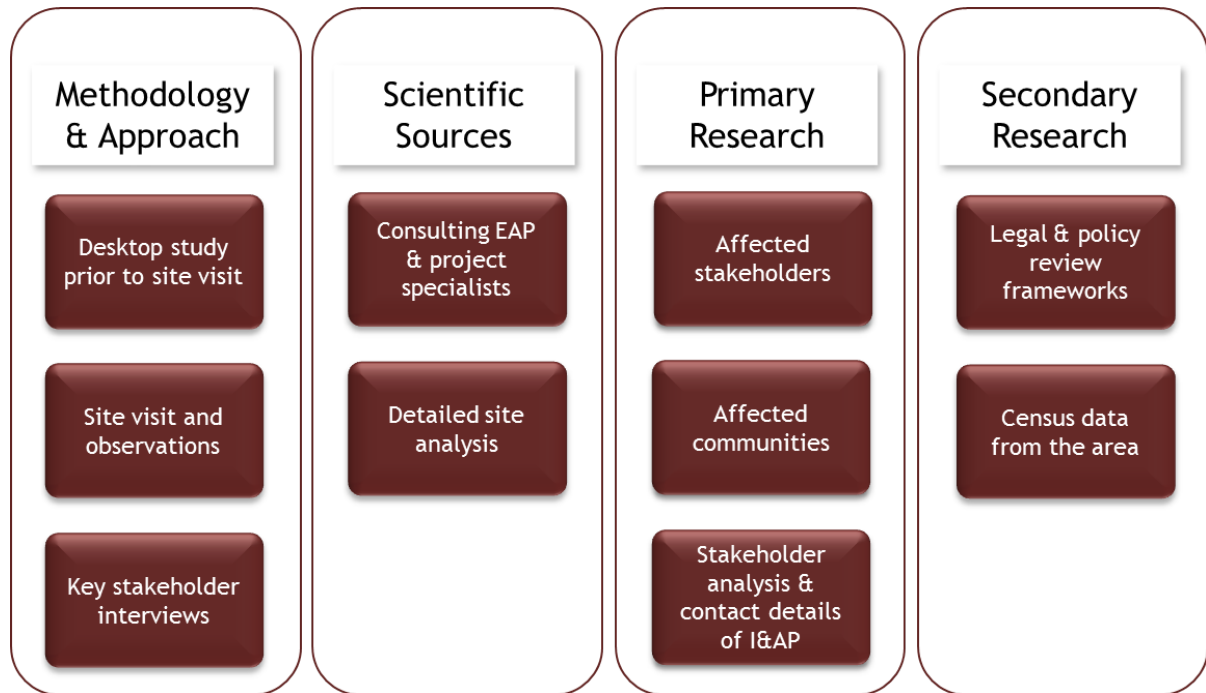 Methodology
& Approach
Desktop study
prior to site visit
Site visit and
observations
Key stakeholder
interviews
Scientific
Sources
Consulting EAP
& project
specialists
Detailed site
analysis
Primary
Research
Affected
stakeholders
Affected
communities
Stakeholder
analysis &
contact details
of I&AP
Secondary
Research
Legal & policy
review
frameworks
Census data
from the area